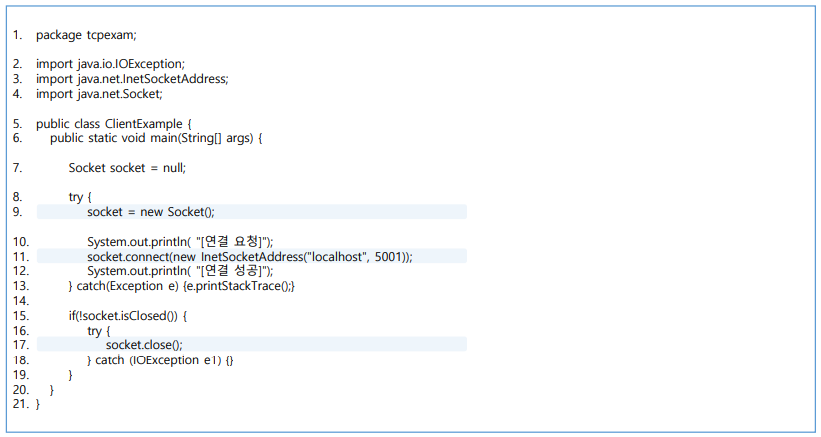 1. package tcpexam;
2. import java.io.IOException;
3. import java.net.InetSocketAddress;
4. import java.net.Socket;
5. public class ClientExample {
6. public static void main(String[] args) {
7. Socket socket = null;
8. try {
9. socket = new Socket();
10. System.out.println( "[연결 요청]");
11. socket.connect(new InetSocketAddress("localhost", 5001));
12. System.out.println( "[연결 성공]");
13. } catch(Exception e) {e.printStackTrace();}
14.
15. if(!socket.isClosed()) {
16. try {
17. socket.close();
18. } catch (IOException e1) {}
19. }
20. }
21. }